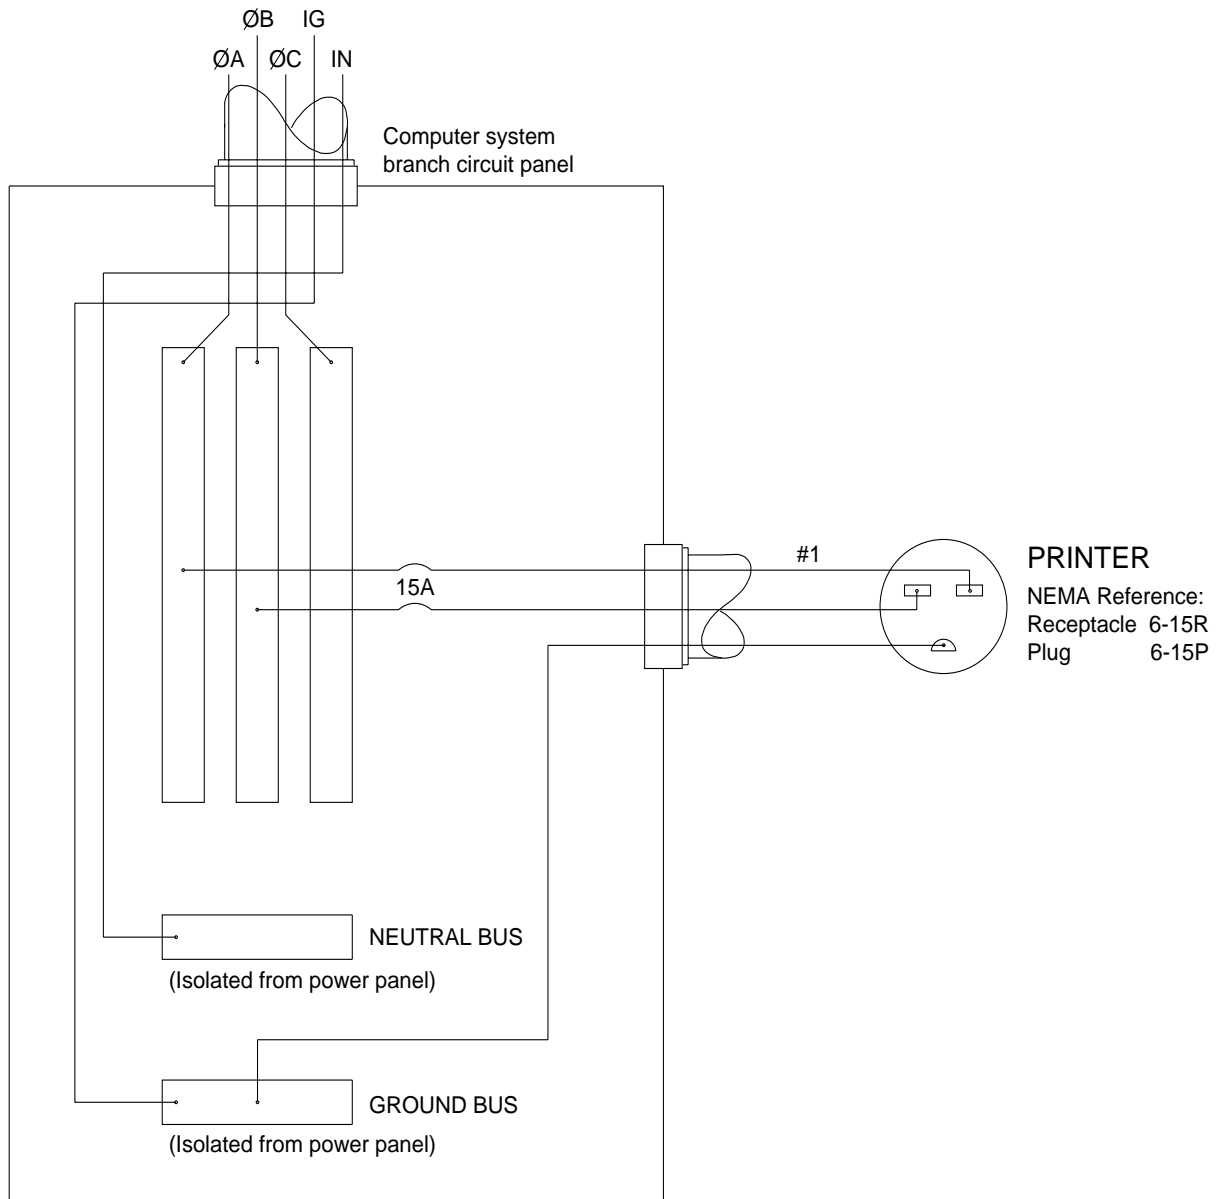 ØB IG
ØA ØC IN
Computer system
branch circuit panel
#1
15A
PRINTER
NEMA Reference:
Receptacle 6-15R
Plug 6-15P
NEUTRAL BUS
(Isolated from power panel)
GROUND BUS
(Isolated from power panel)